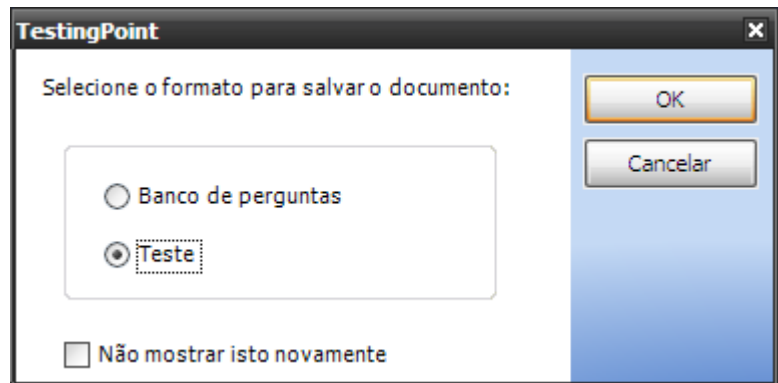 TestingPoint
Selecione o formato para salvar o documento:
OK
Cancelar
Banco de perguntas
Teste
Não mostrar isto novamente